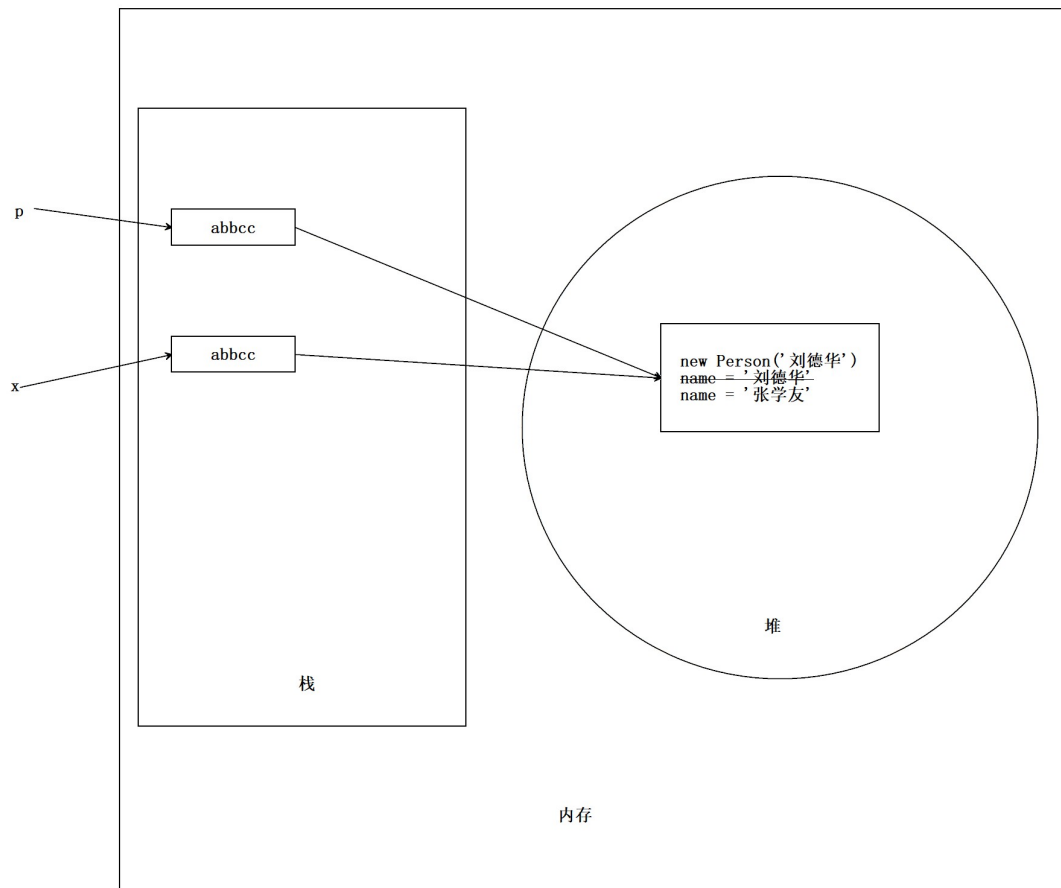 p
abbcc
x
abbcc
new Person('刘德华')
name = '刘德华'
name = '张学友'
堆
栈
内存